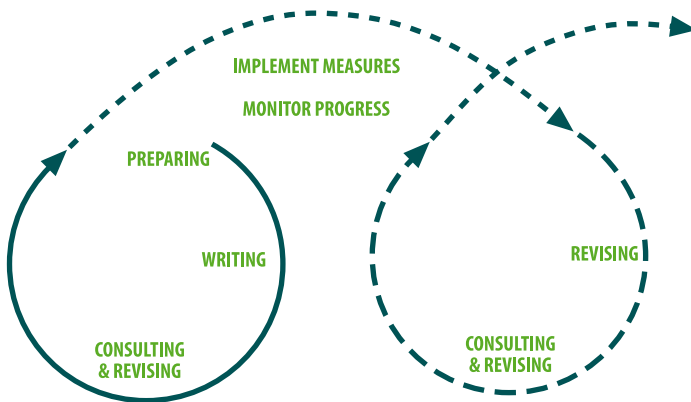 IMPLEMENT MEASURES
MONITOR PROGRESS
PREPARING
WRITING
CONSULTING
& REVISING
REVISING
CONSULTING
& REVISING